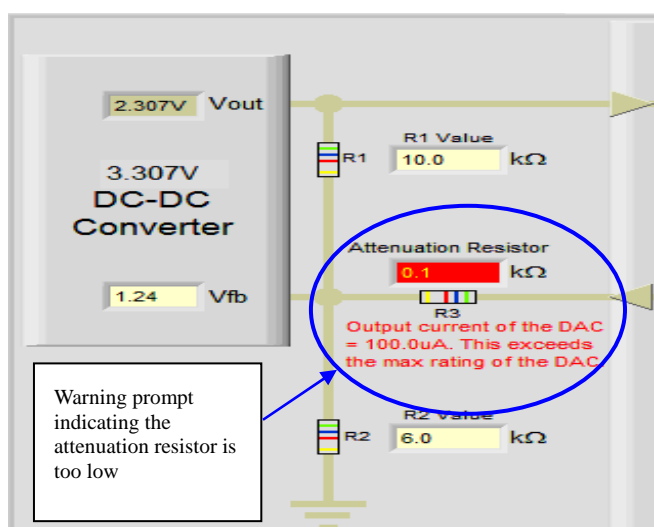 2.307V Vout
3.307V
DC-DC
Converter
1.24 Vfb
R1
R1 Value
10.0 kΩ
Attenuation Resistor
0.1 kΩ
R3
Output current of the DAC
= 100.0uA. This exceeds
the max rating of the DAC.
Warning prompt
indicating the
attenuation resistor is
too low
R2
R2 Value
6.0 kΩ